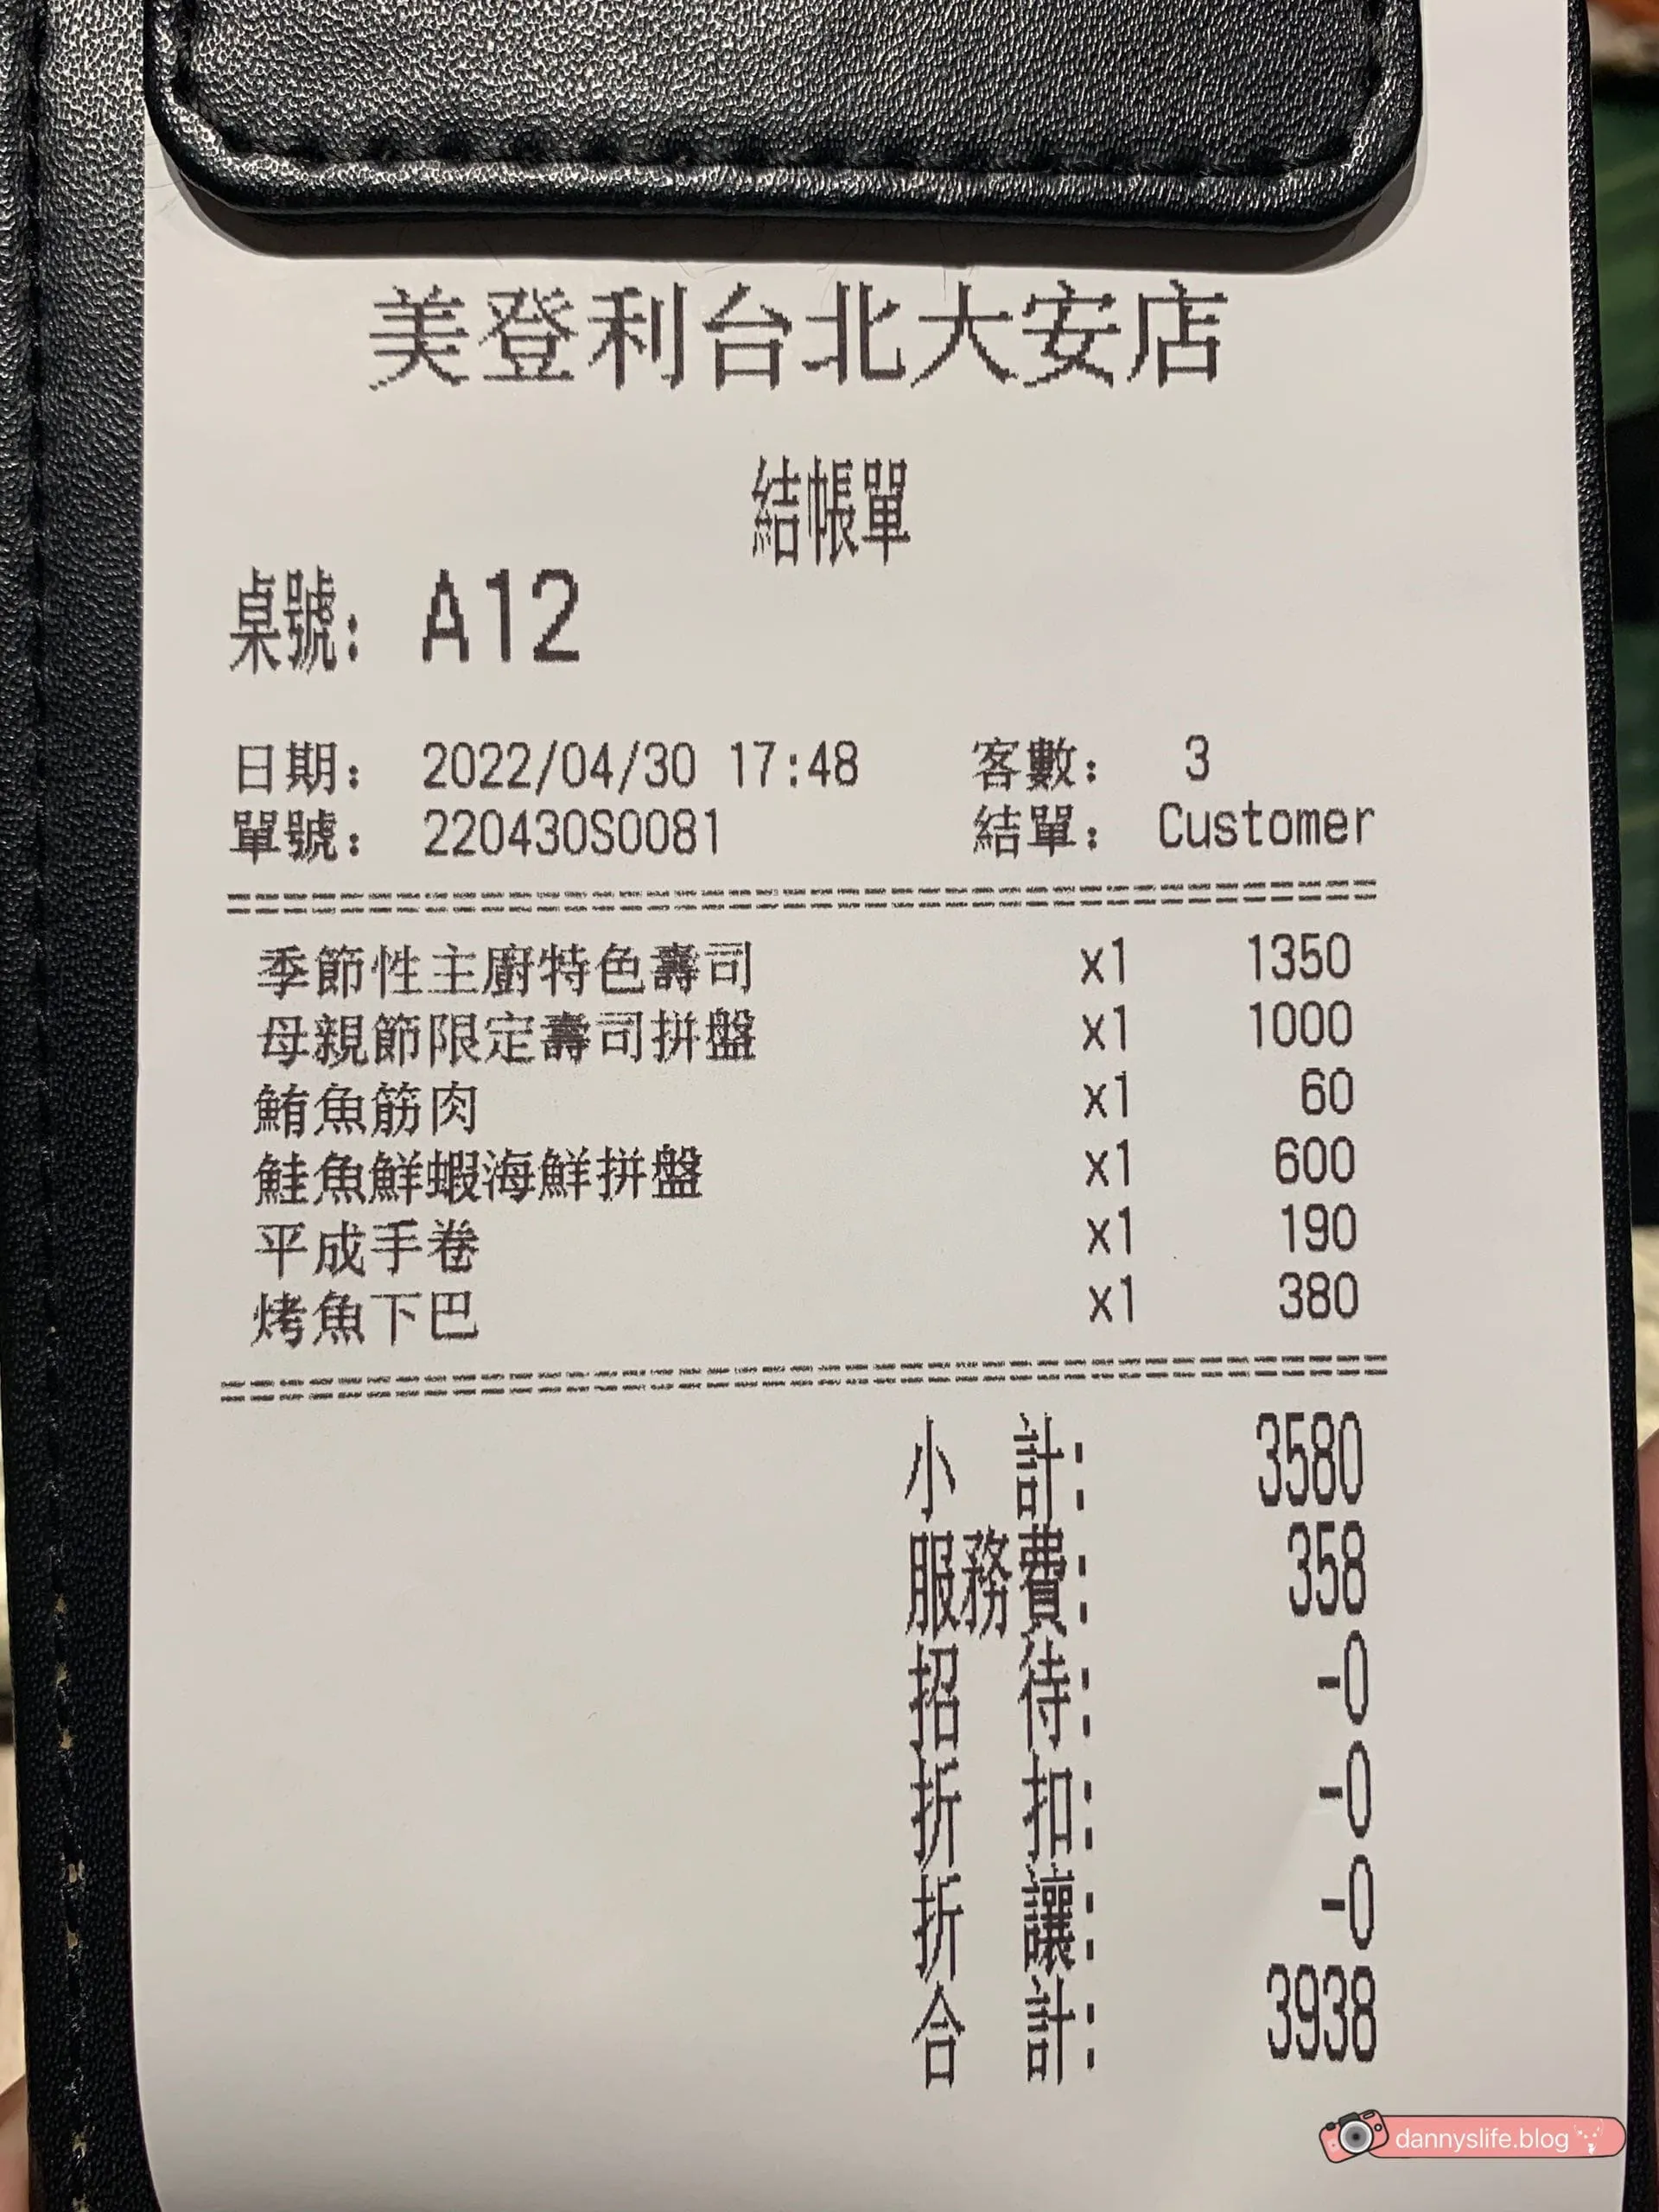 美登利台北大安店
結帳單
桌號: A12
日期: 2022/04/30 17:48 客數: 3
單號: 220430S0081 結單: Customer
季節性主廚特色壽司 x1 1350
母親節限定壽司拼盤 x1 1000
鮪魚筋肉 x1 60
鮭魚鮮蝦海鮮拼盤 x1 600
平成手卷 x1 190
烤魚下巴 x1 380
小 計: 3580
服務費: 358
招 待: -0
折 扣: -0
折 讓: -0
合 計: 3938
dannyslife.blog